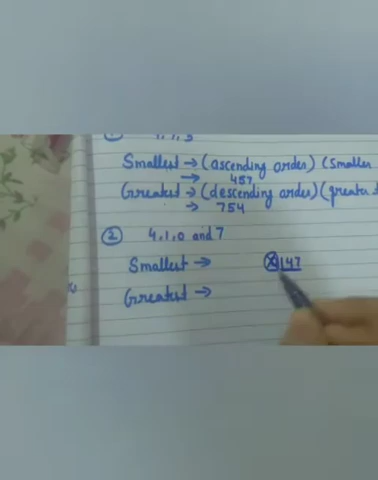 Smallest → (ascending order) (Smaller
→ 457
Greatest → (descending order) (greater
→ 754
② 4,1,0 and 7
Smallest → 147
Greatest →